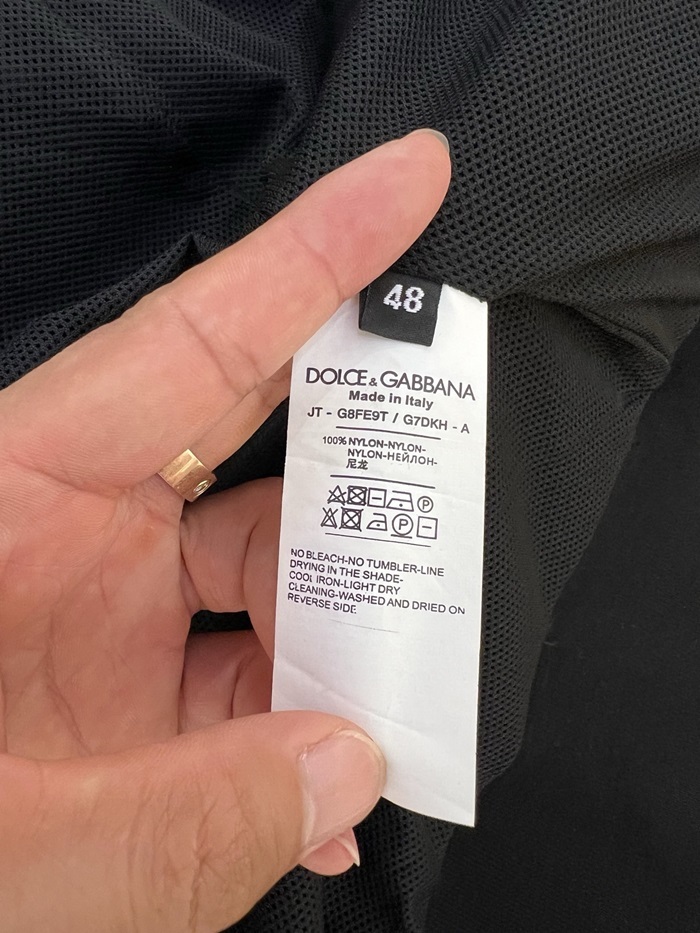 48
DOLCE & GABBANA
Made in Italy
JT - G8FE9T / G7DKH - A
100% NYLON-NYLON-
NYLON-НЕЙЛОН-
尼龙
P
P
NO BLEACH-NO TUMBLER-LINE
DRYING IN THE SHADE-
COOL IRON-LIGHT DRY
CLEANING-WASHED AND DRIED ON
REVERSE SIDE.